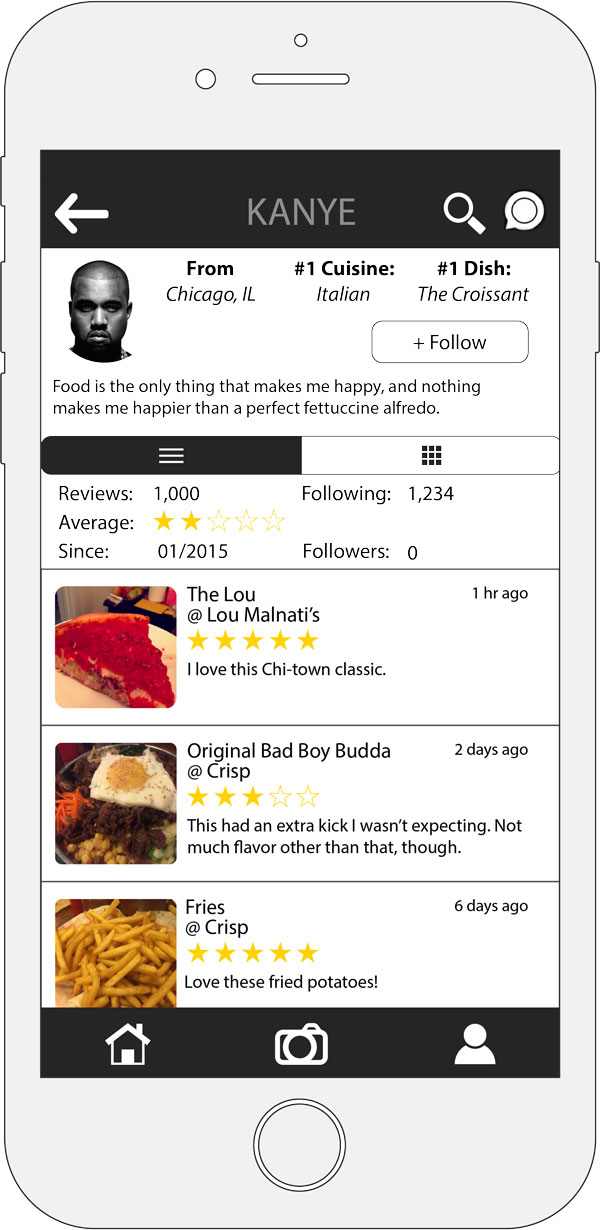 KANYE
From
Chicago, IL
#1 Cuisine:
Italian
#1 Dish:
The Croissant
+ Follow
Food is the only thing that makes me happy, and nothing
makes me happier than a perfect fettuccine alfredo.
Reviews: 1,000
Following: 1,234
Average:
Since: 01/2015
Followers: 0
The Lou
1 hr ago
@ Lou Malnati’s
I love this Chi-town classic.
Original Bad Boy Budda
2 days ago
@ Crisp
This had an extra kick I wasn’t expecting. Not
much flavor other than that, though.
Fries
6 days ago
@ Crisp
Love these fried potatoes!